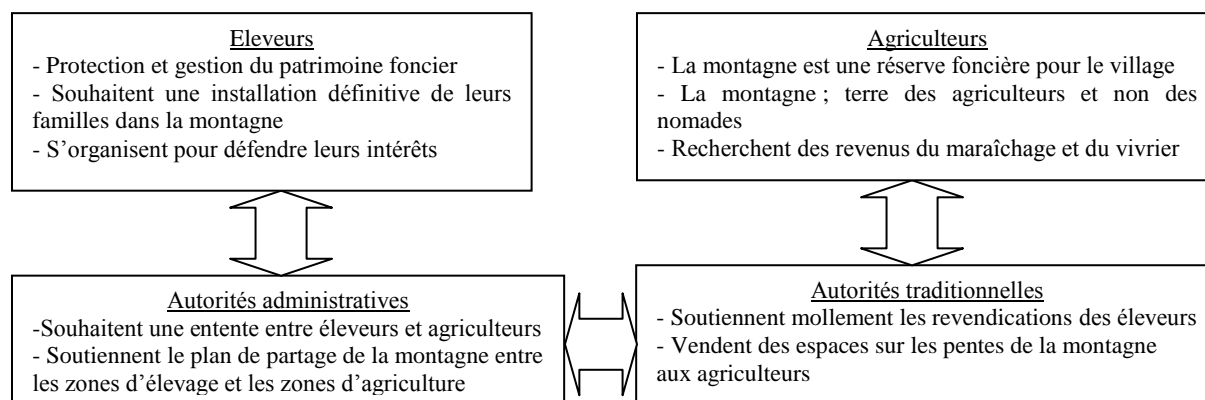 Eleveurs
- Protection et gestion du patrimoine foncier
- Souhaitent une installation définitive de leurs
familles dans la montagne
- S’organisent pour défendre leurs intérêts
Agriculteurs
- La montagne est une réserve foncière pour le village
- La montagne ; terre des agriculteurs et non des
nomades
- Recherchent des revenus du maraîchage et du vivrier
Autorités administratives
-Souhaitent une entente entre éleveurs et agriculteurs
- Soutiennent le plan de partage de la montagne entre
les zones d’élevage et les zones d’agriculture
Autorités traditionnelles
- Soutiennent mollement les revendications des éleveurs
- Vendent des espaces sur les pentes de la montagne
aux agriculteurs